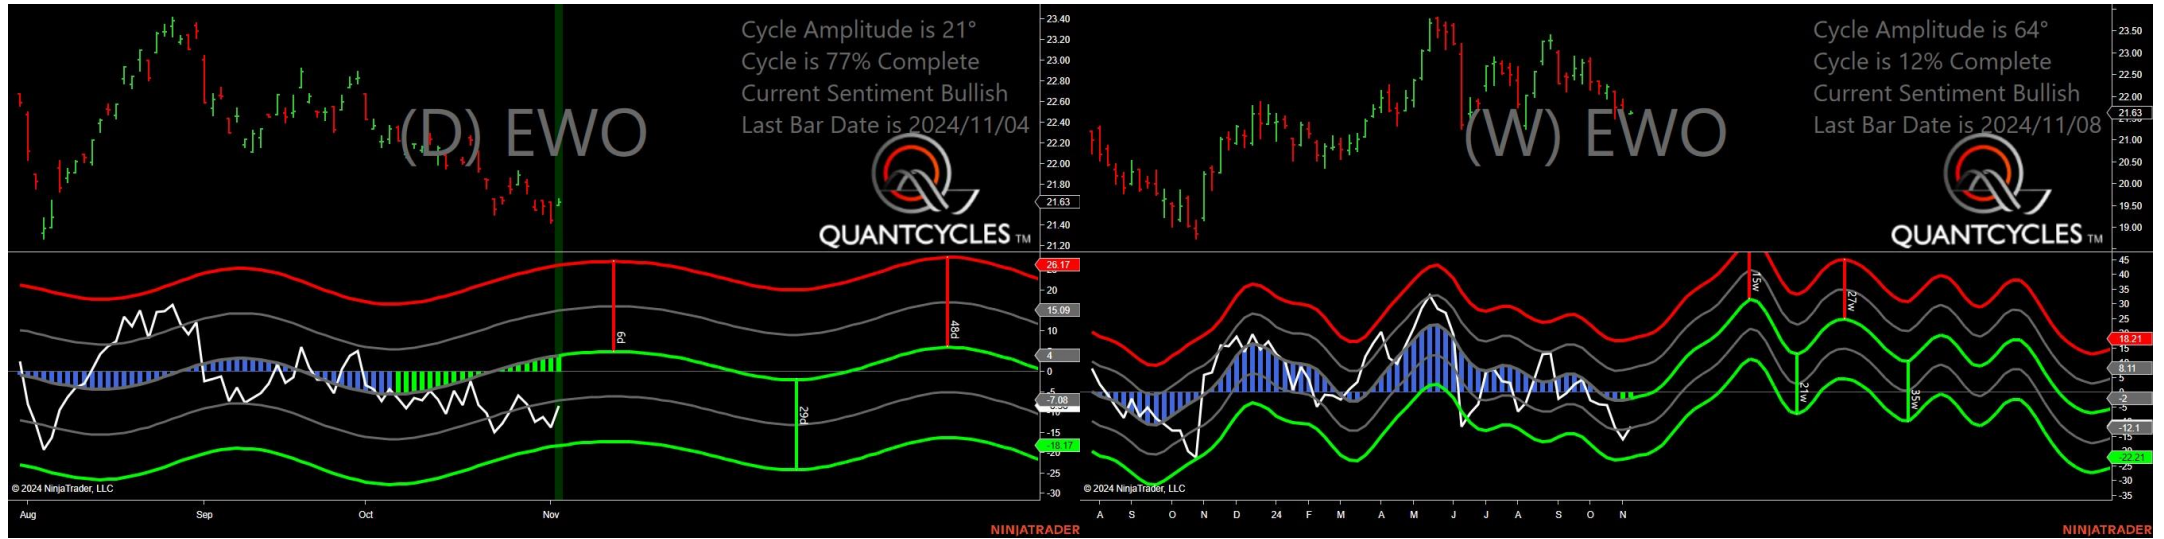 Cycle Amplitude is 21°
Cycle is 77% Complete
Current Sentiment Bullish
Last Bar Date is 2024/11/04
(D) EWO
QUANTCYCLES TM
23.40
23.20
23.00
22.80
22.60
22.40
22.20
22.00
21.80
21.63
21.40
21.20
26.17
20
15.09
10
4
0
-5
-7.08
-10
-15
-18.17
-20
-25
-30
6d
29d
48d
© 2024 NinjaTrader, LLC
Aug Sep Oct Nov
NINJATRADER
Cycle Amplitude is 64°
Cycle is 12% Complete
Current Sentiment Bullish
Last Bar Date is 2024/11/08
(W) EWO
QUANTCYCLES TM
23.50
23.00
22.50
22.00
21.63
21.00
20.50
20.00
19.50
19.00
45
40
35
30
25
18.21
15
8.11
5
-2
-5
-12.1
-15
-22.21
-25
-30
-35
15w
21w
27w
35w
© 2024 NinjaTrader, LLC
A S O N D 24 F M A M J J A S O N
NINJATRADER